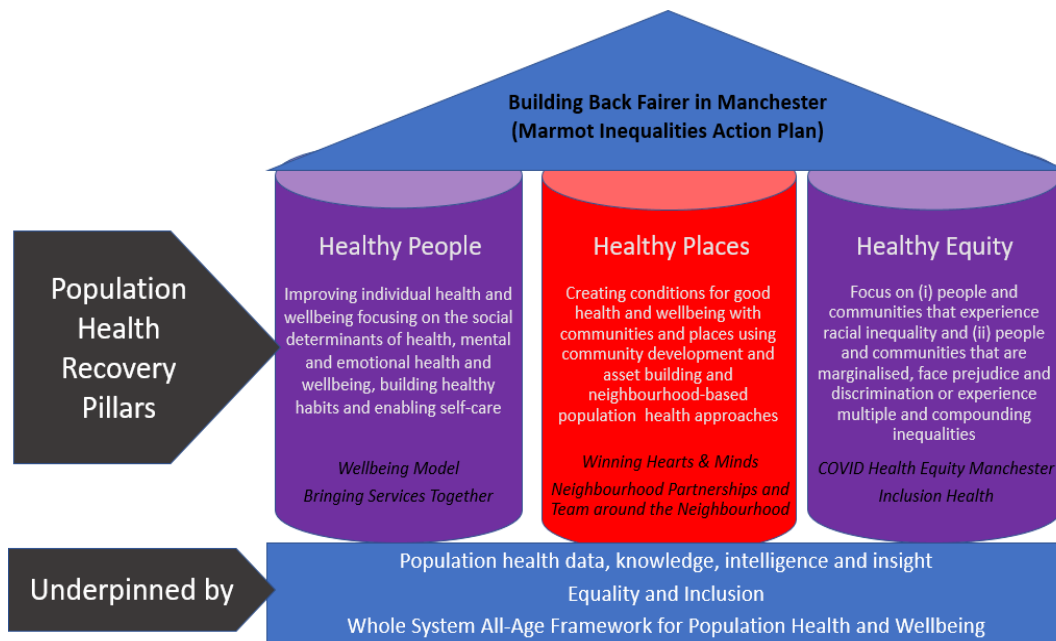 Building Back Fairer in Manchester
(Marmot Inequalities Action Plan)
Population
Health
Recovery
Pillars
Healthy People
Improving individual health and
wellbeing focusing on the social
determinants of health, mental
and emotional health and
wellbeing, building healthy
habits and enabling self-care
Wellbeing Model
Bringing Services Together
Healthy Places
Creating conditions for good
health and wellbeing with
communities and places using
community development and
asset building and
neighbourhood-based
population health approaches
Winning Hearts & Minds
Neighbourhood Partnerships and
Team around the Neighbourhood
Healthy Equity
Focus on (i) people and
communities that experience
racial inequality and (ii) people
and communities that are
marginalised, face prejudice and
discrimination or experience
multiple and compounding
inequalities
COVID Health Equity Manchester
Inclusion Health
Underpinned by
Population health data, knowledge, intelligence and insight
Equality and Inclusion
Whole System All-Age Framework for Population Health and Wellbeing